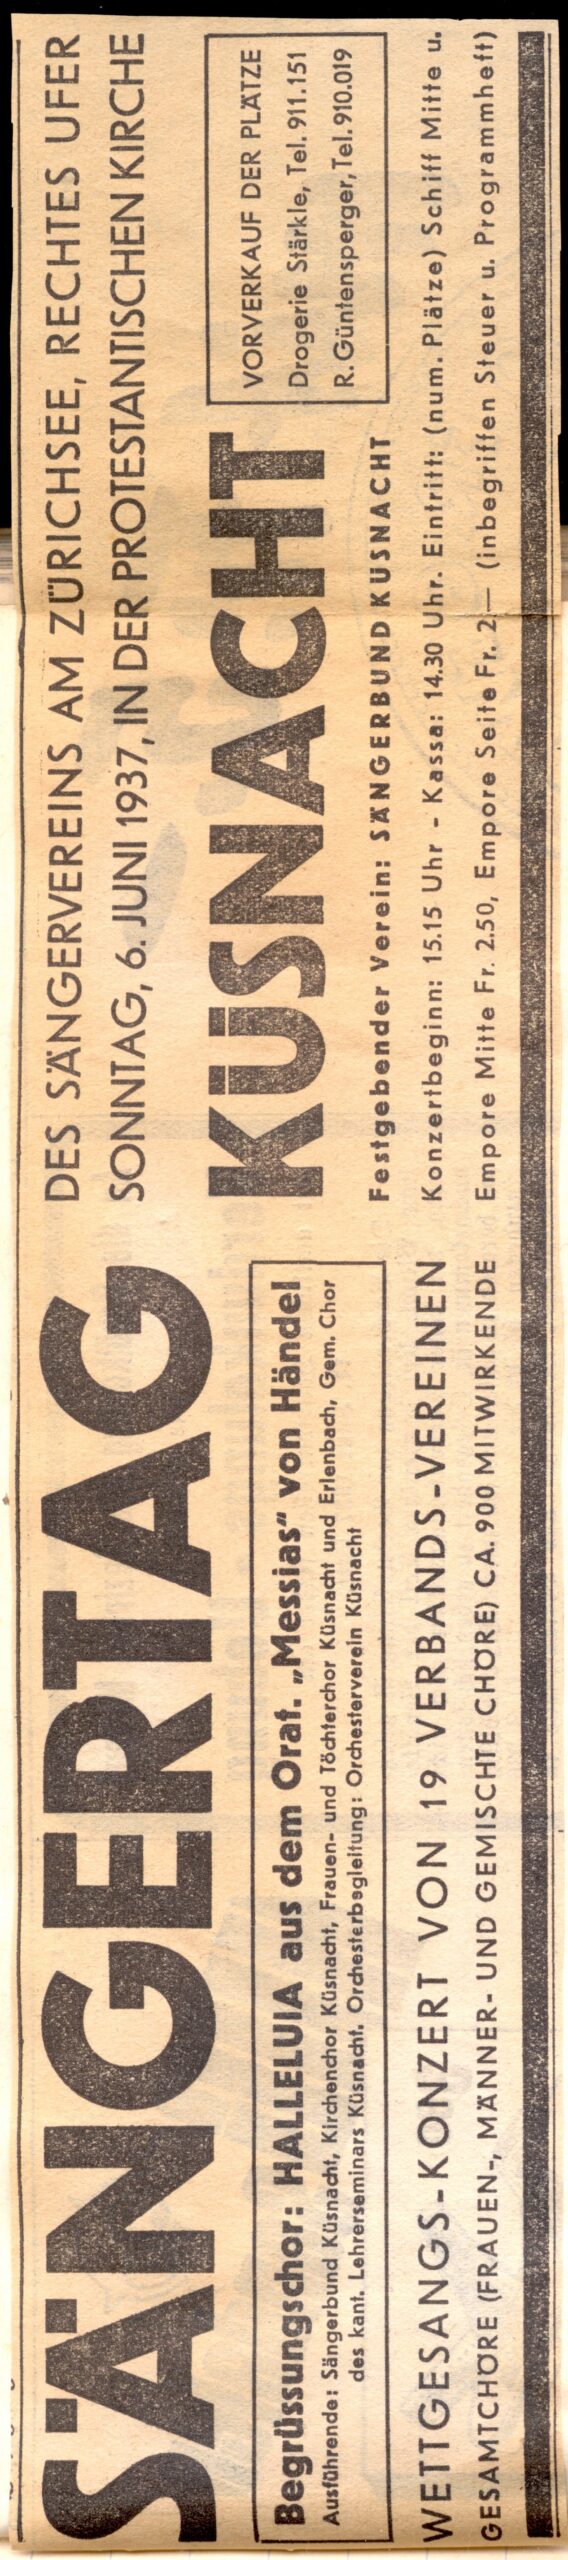 SÄNGERTAG
DES SÄNGERVEREINS AM ZÜRICHSEE, RECHTES UFER
SONNTAG, 6. JUNI 1937, IN DER PROTESTANTISCHEN KIRCHE
KÜSNACHT
VORVERKAUF DER PLÄTZE
Drogerie Stärkle, Tel. 911.151
R. Güntensperger, Tel. 910.019
Begrüssungschor: HALLELUIA aus dem Orat. „Messias“ von Händel
Ausführende: Sängerbund Küsnacht, Kirchenchor Küsnacht, Frauen- und Töchterchor Küsnacht und Erlenbach, Gem. Chor
des kant. Lehrerseminars Küsnacht. Orchesterbegleitung: Orchesterverein Küsnacht
Festgebender Verein: SÄNGERBUND KÜSNACHT
WETTGESANGS-KONZERT VON 19 VERBANDS-VEREINEN
GESAMTCHÖRE (FRAUEN-, MÄNNER- UND GEMISCHTE CHÖRE) CA. 900 MITWIRKENDE
Konzertbeginn: 15.15 Uhr - Kassa: 14.30 Uhr. Eintritt: (num. Plätze) Schiff Mitte u.
Empore Mitte Fr. 2.50, Empore Seite Fr. 2.— (inbegriffen Steuer u. Programmheft)